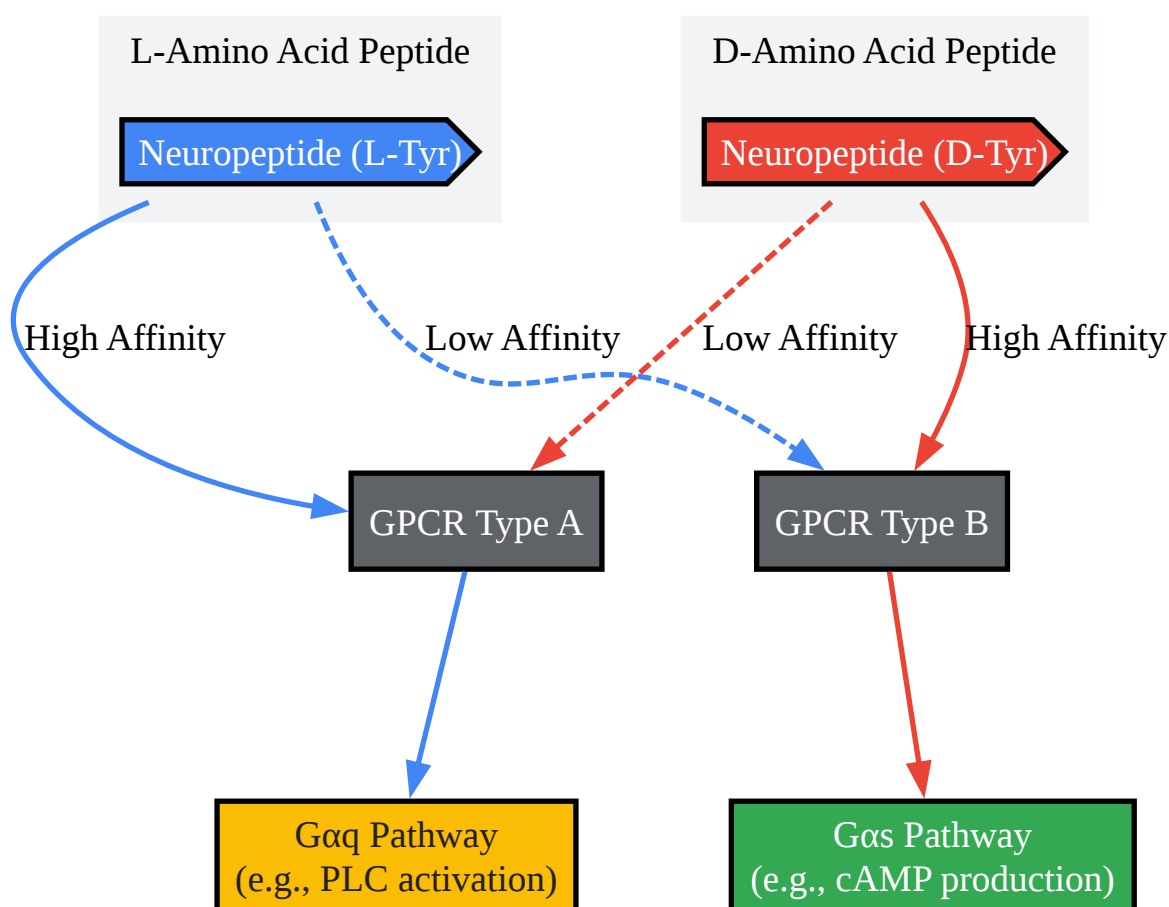 L-Amino Acid Peptide
D-Amino Acid Peptide
Neuropeptide (L-Tyr)
Neuropeptide (D-Tyr)
High Affinity
Low Affinity
Low Affinity
High Affinity
GPCR Type A
GPCR Type B
Gαq Pathway
(e.g., PLC activation)
Gαs Pathway
(e.g., cAMP production)